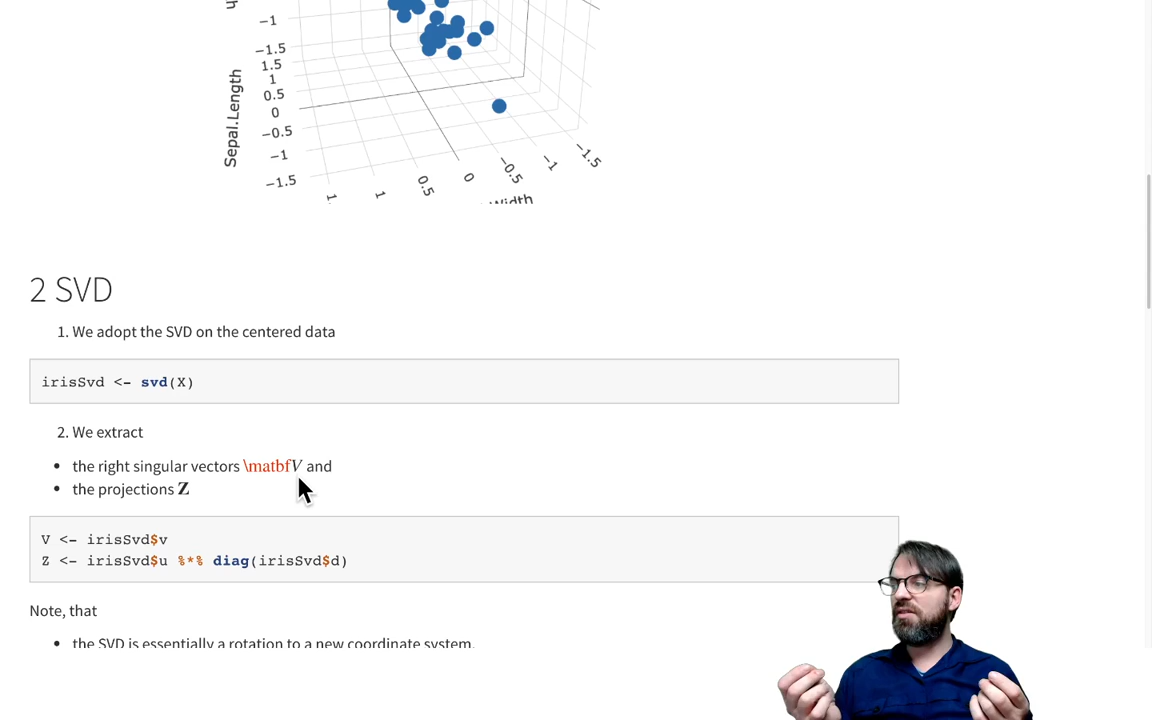 -1
-1.5
1.5
1
0.5
0
-0.5
-1
-1.5
Sepal.Length
1
1
0.5
0
-0.5
-1
-1.5
2 SVD
1. We adopt the SVD on the centered data
irisSvd <- svd(X)
2. We extract
• the right singular vectors \matbfV and
• the projections Z
V <- irisSvd$v
Z <- irisSvd$u %*% diag(irisSvd$d)
Note, that
• the SVD is essentially a rotation to a new coordinate system.